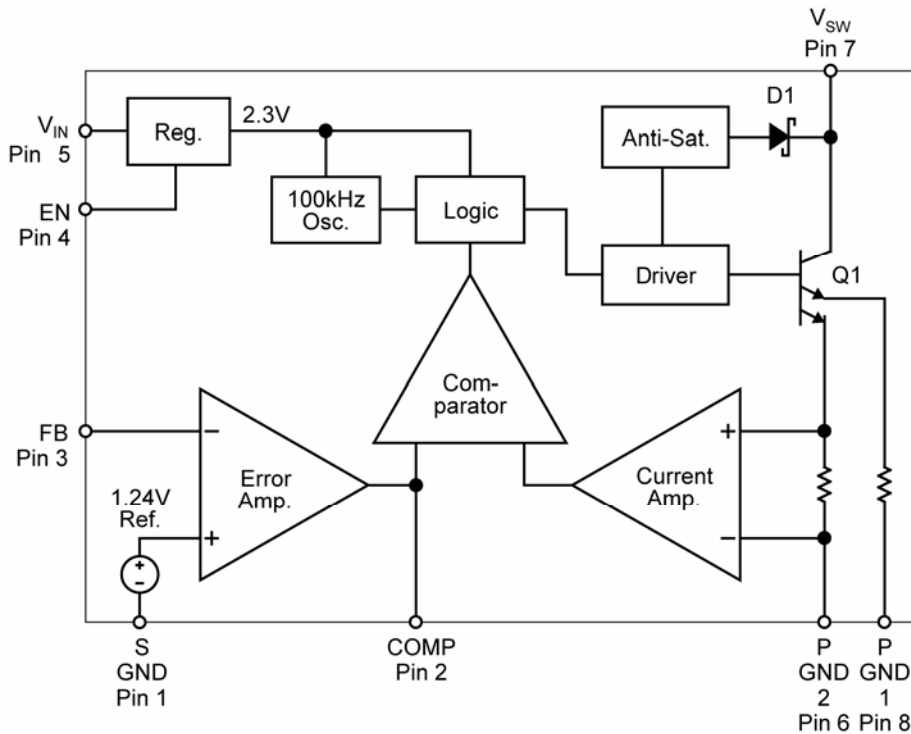 VSW
Pin 7
D1
VIN
Pin 5
Reg.
2.3V
Anti-Sat.
EN
Pin 4
100kHz
Osc.
Logic
Driver
Q1
Com-
parator
FB
Pin 3
−
Error
Amp.
+
Current
Amp.
−
1.24V
Ref.
+
+
−
S
GND
Pin 1
COMP
Pin 2
P
GND
2
Pin 6
P
GND
1
Pin 8